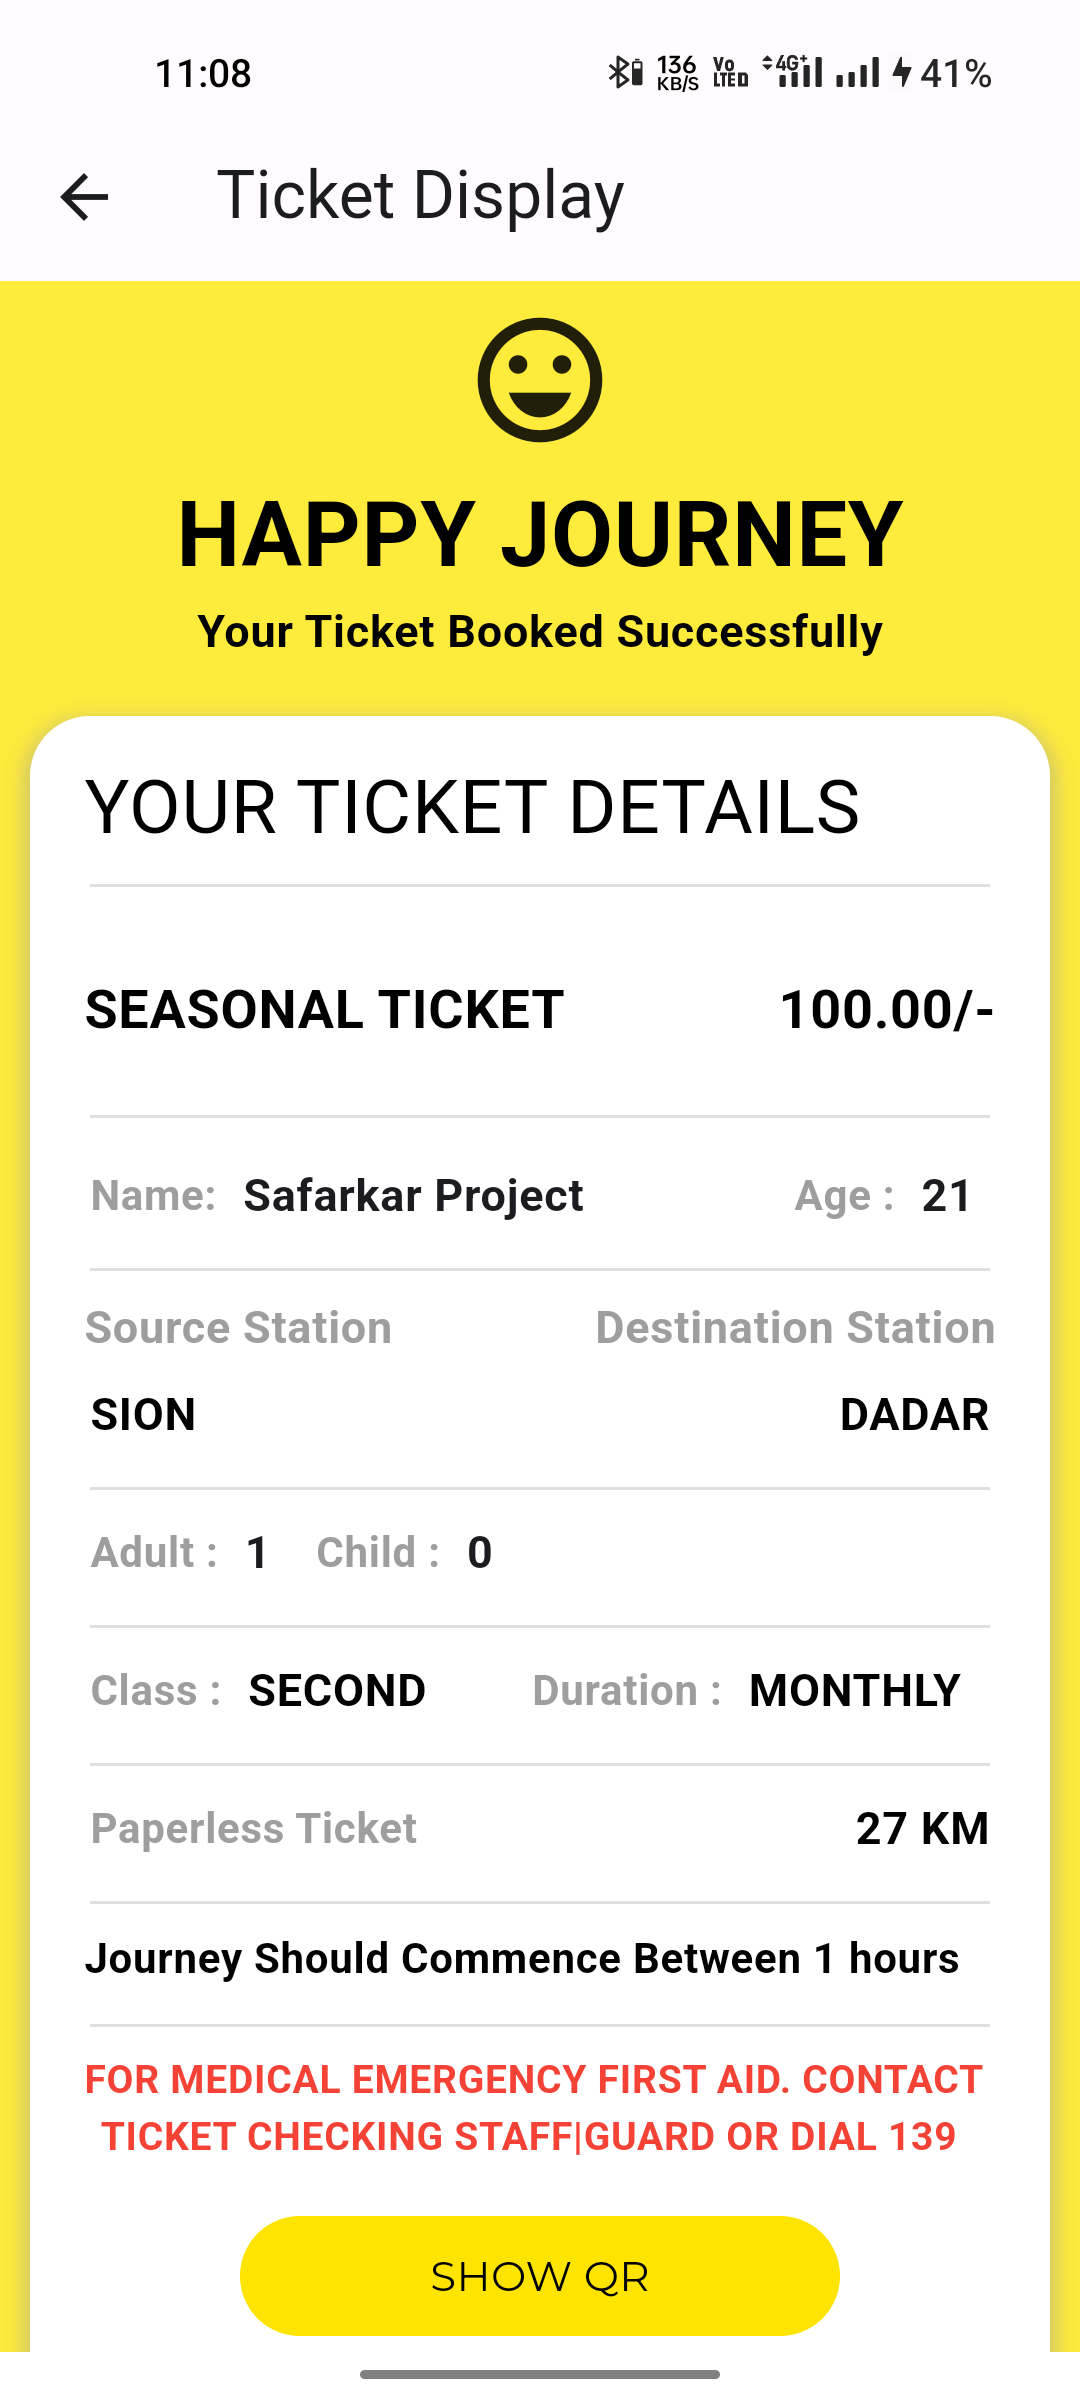 11:08
136 KB/S Vo LTE D 4G+ 41%
Ticket Display
HAPPY JOURNEY
Your Ticket Booked Successfully
YOUR TICKET DETAILS
SEASONAL TICKET 100.00/-
Name: Safarkar Project Age : 21
Source Station Destination Station
SION DADAR
Adult : 1 Child : 0
Class : SECOND Duration : MONTHLY
Paperless Ticket 27 KM
Journey Should Commence Between 1 hours
FOR MEDICAL EMERGENCY FIRST AID. CONTACT
TICKET CHECKING STAFF|GUARD OR DIAL 139
SHOW QR